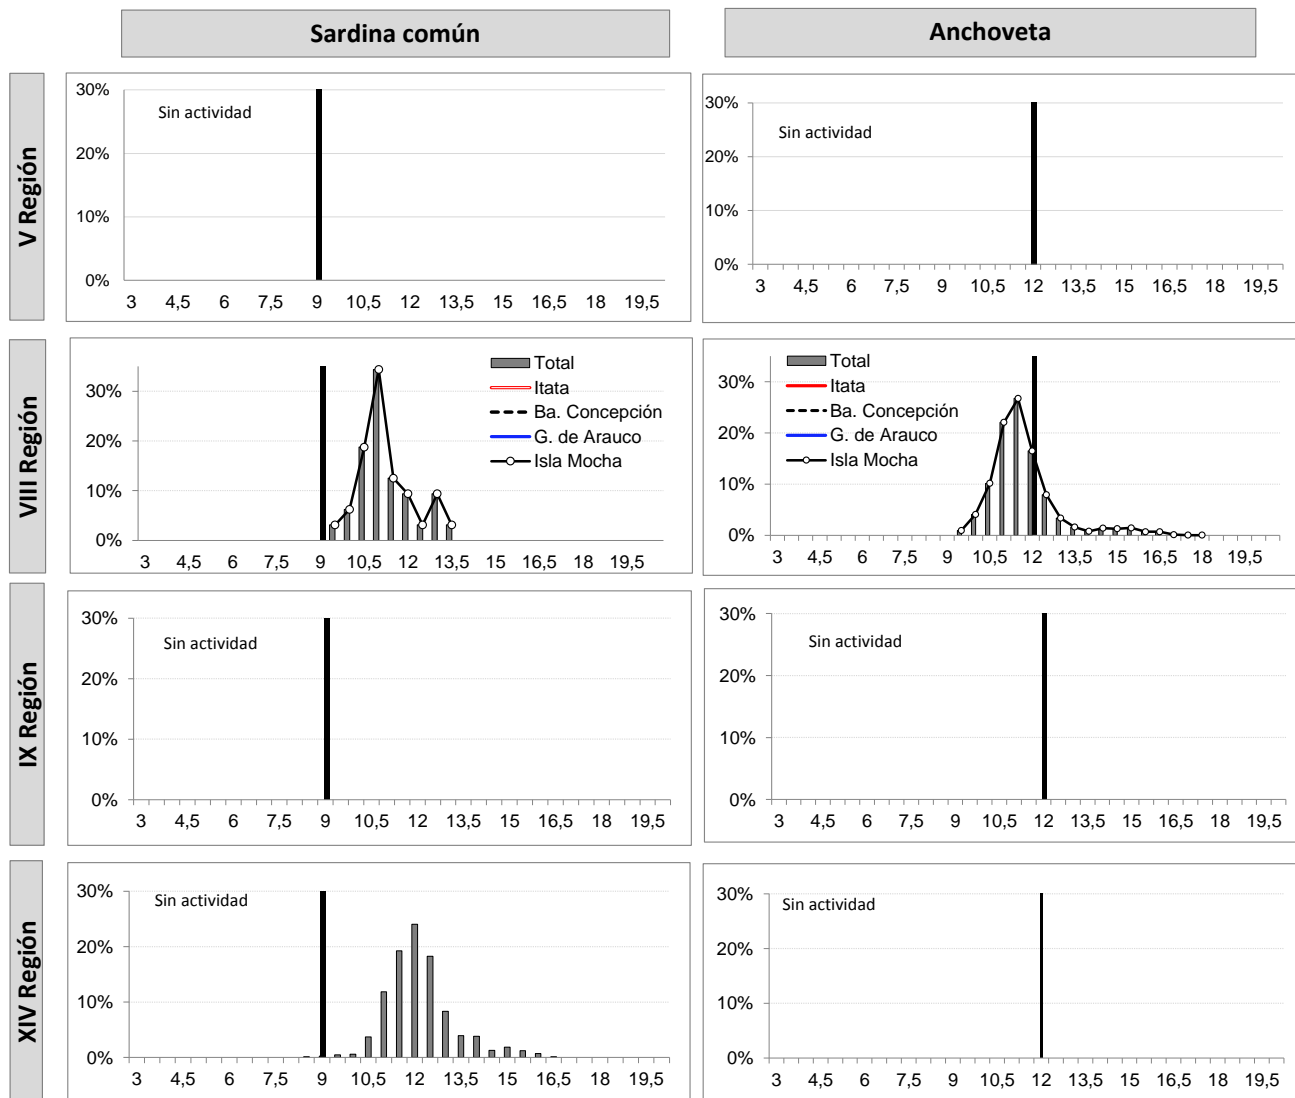 Sardina común
Anchoveta
V Región
30%
20%
10%
0%
Sin actividad
3 4,5 6 7,5 9 10,5 12 13,5 15 16,5 18 19,5
30%
20%
10%
0%
Sin actividad
3 4,5 6 7,5 9 10,5 12 13,5 15 16,5 18 19,5
VIII Región
30%
20%
10%
0%
Total
Itata
Ba. Concepción
G. de Arauco
Isla Mocha
3 4,5 6 7,5 9 10,5 12 13,5 15 16,5 18 19,5
30%
20%
10%
0%
Total
Itata
Ba. Concepción
G. de Arauco
Isla Mocha
3 4,5 6 7,5 9 10,5 12 13,5 15 16,5 18 19,5
IX Región
30%
20%
10%
0%
Sin actividad
3 4,5 6 7,5 9 10,5 12 13,5 15 16,5 18 19,5
30%
20%
10%
0%
Sin actividad
3 4,5 6 7,5 9 10,5 12 13,5 15 16,5 18 19,5
XIV Región
30%
20%
10%
0%
Sin actividad
3 4,5 6 7,5 9 10,5 12 13,5 15 16,5 18 19,5
30%
20%
10%
0%
Sin actividad
3 4,5 6 7,5 9 10,5 12 13,5 15 16,5 18 19,5